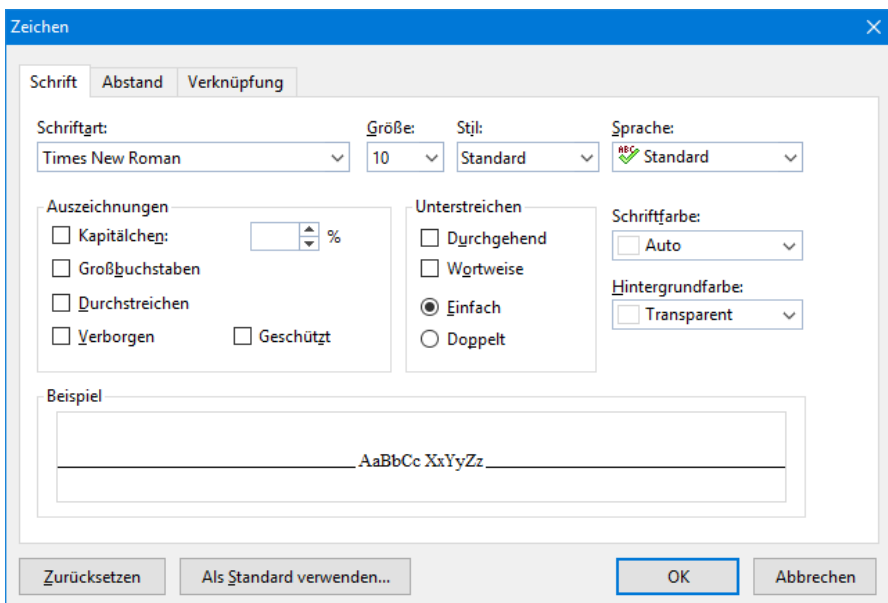 Zeichen
Schrift Abstand Verknüpfung
Schriftart: Größe: Stil: Sprache:
Times New Roman 10 Standard ABC Standard
Auszeichnungen Unterstreichen
Kapitälchen: % Durchgehend Schriftfarbe:
Auto
Großbuchstaben Wortweise
Hintergrundfarbe:
Durchstreichen Einfach
Transparent
Verborgen Geschützt Doppelt
Beispiel
AaBbCc XxYyZz
Zurücksetzen Als Standard verwenden... OK Abbrechen